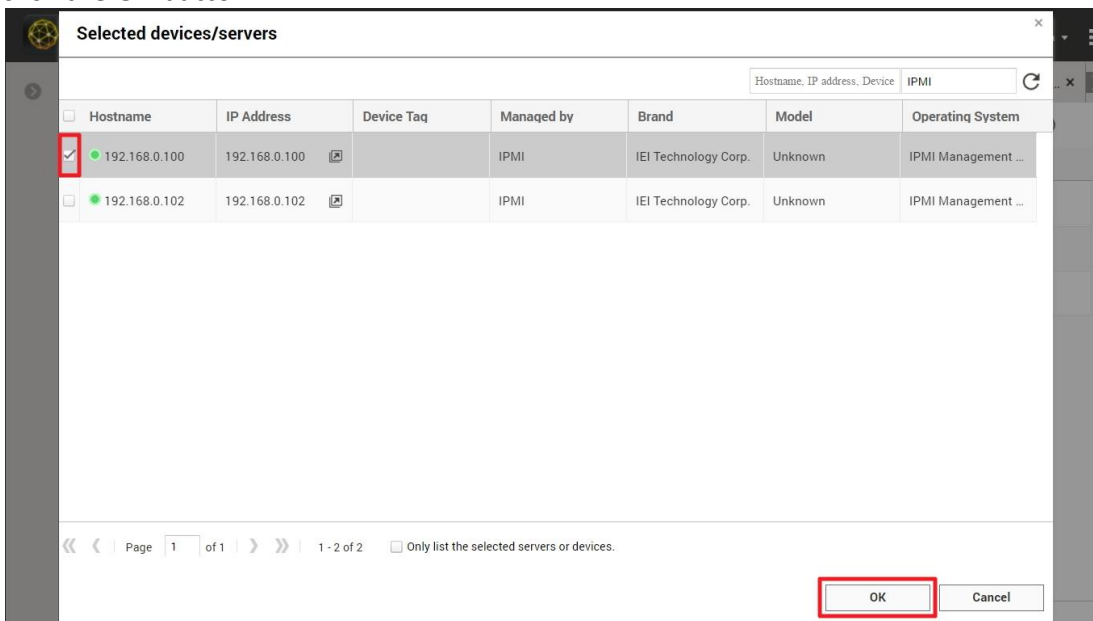 Selected devices/servers
Hostname, IP address, Device IPMI
Hostname IP Address Device Tag Managed by Brand Model Operating System
192.168.0.100 192.168.0.100 IPMI IEI Technology Corp. Unknown IPMI Management ...
192.168.0.102 192.168.0.102 IPMI IEI Technology Corp. Unknown IPMI Management ...
Page 1 of 1 1 - 2 of 2 Only list the selected servers or devices.
OK Cancel